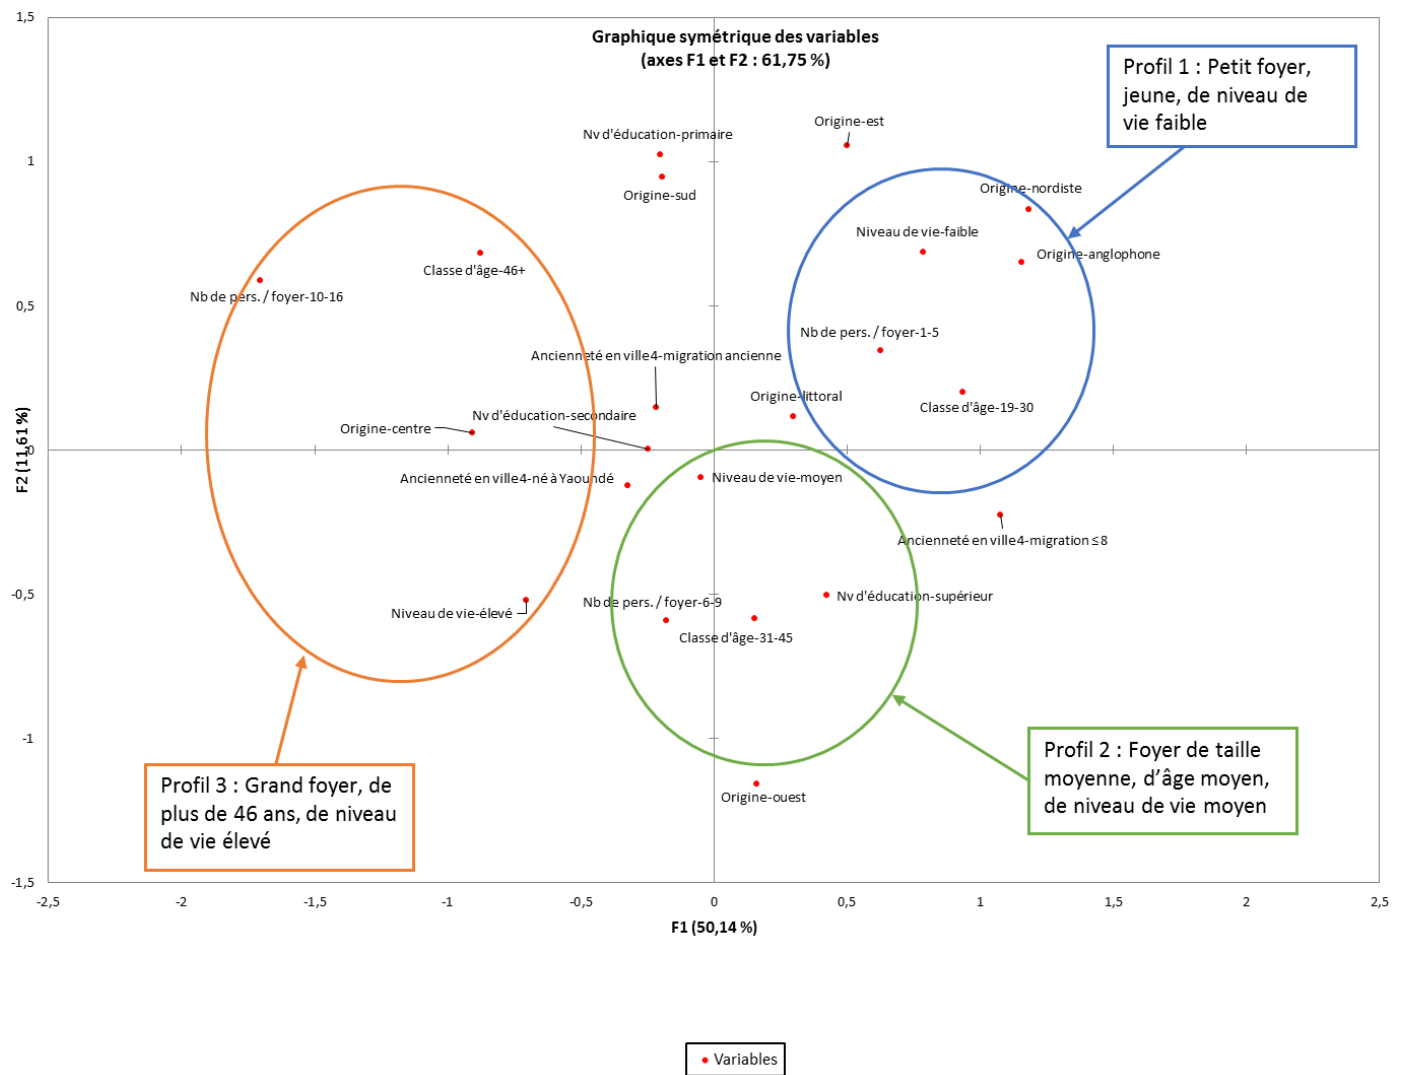 1,5
Graphique symétrique des variables
(axes F1 et F2 : 61,75 %)
Profil 1 : Petit foyer,
jeune, de niveau de
vie faible
Origine-est
Nv d'éducation-primaire
1
Origine-sud
Origine-nordiste
Niveau de vie-faible
Origine-anglophone
Classe d'âge-46+
Nb de pers. / foyer-10-16
0,5
Nb de pers. / foyer-1-5
Ancienneté en ville4-migration ancienne
Origine-littoral
Classe d'âge-19-30
Nv d'éducation-secondaire
Origine-centre
F2 (11,61 %)
0
Ancienneté en ville4-né à Yaoundé
Niveau de vie-moyen
Ancienneté en ville4-migration ≤8
-0,5
Nv d'éducation-supérieur
Nb de pers. / foyer-6-9
Niveau de vie-élevé
Classe d'âge-31-45
-1
Profil 2 : Foyer de taille
moyenne, d’âge moyen,
de niveau de vie moyen
Profil 3 : Grand foyer, de
plus de 46 ans, de niveau
de vie élevé
Origine-ouest
-1,5
-2,5 -2 -1,5 -1 -0,5 0 0,5 1 1,5 2 2,5
F1 (50,14 %)
Variables